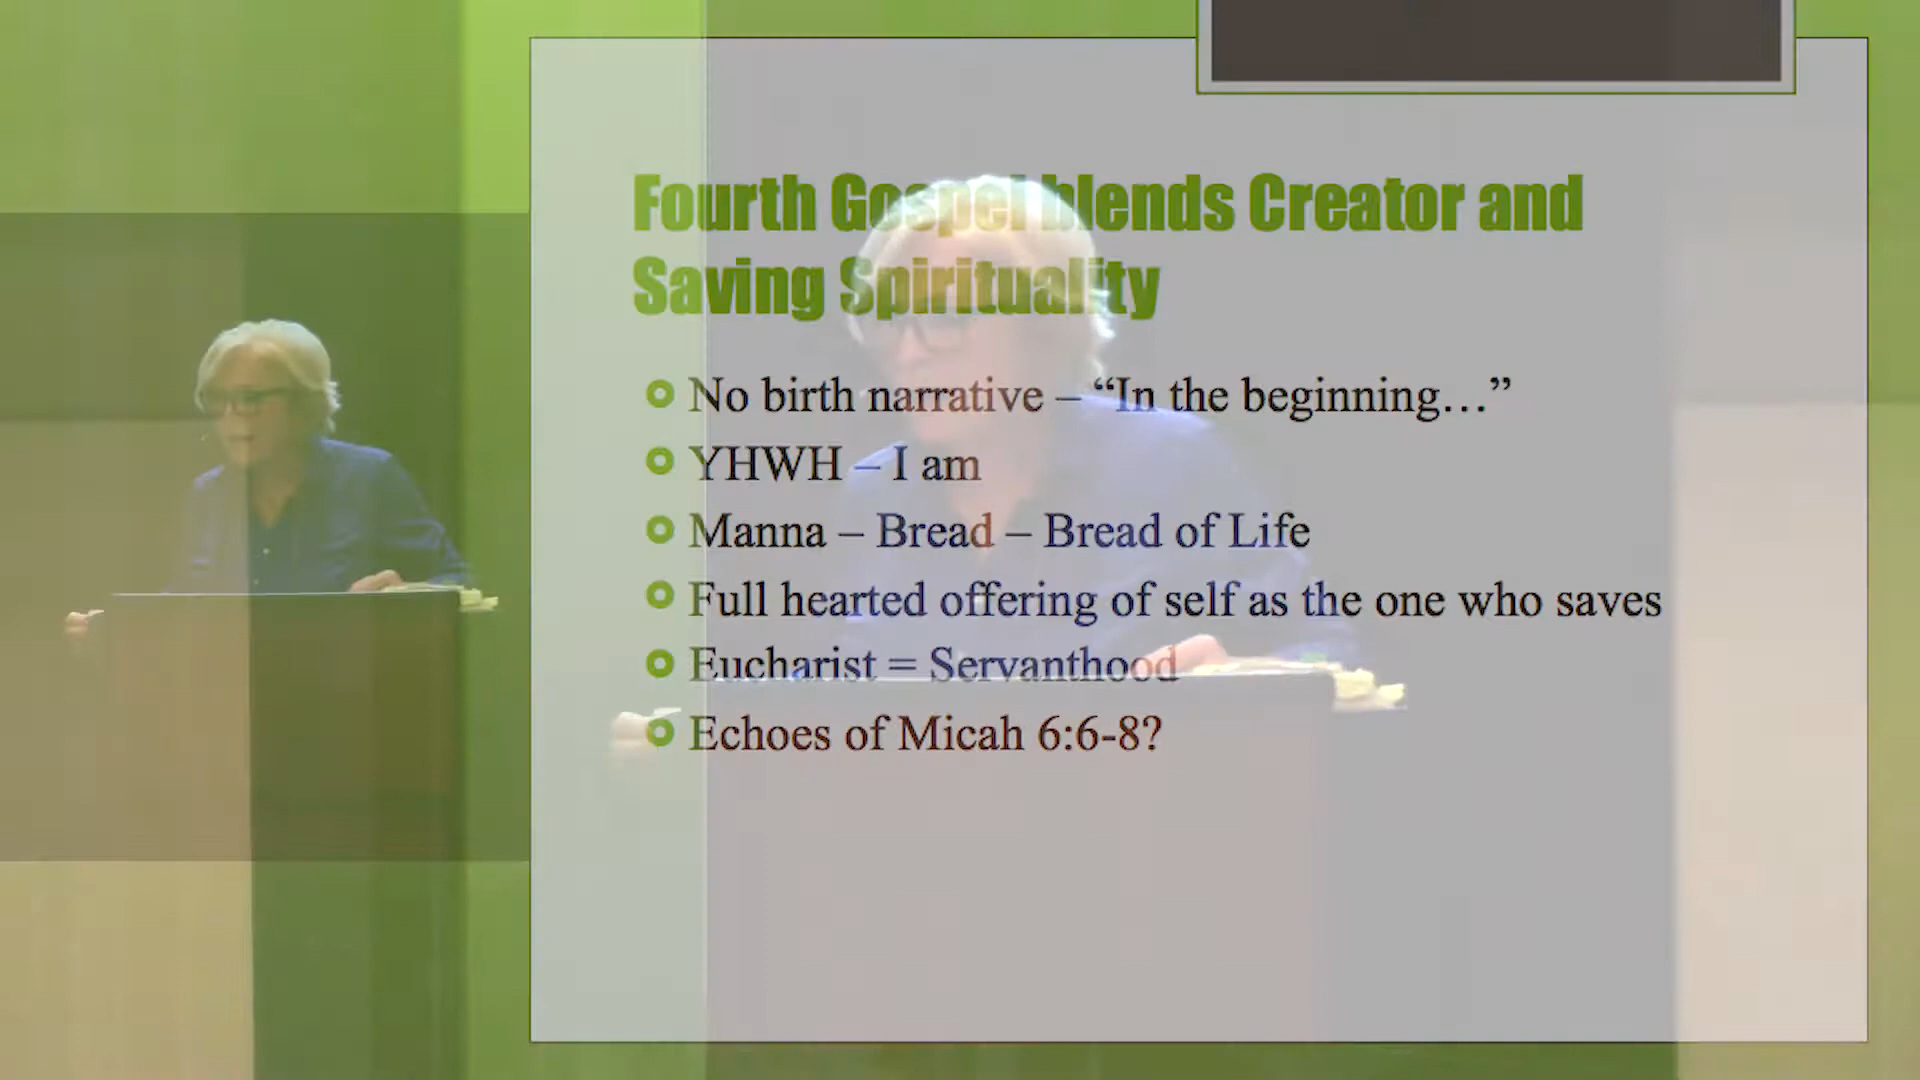 Fourth Gospel blends Creator and
Saving Spirituality
No birth narrative – “In the beginning…”
YHWH – I am
Manna – Bread – Bread of Life
Full hearted offering of self as the one who saves
Eucharist = Servanthood
Echoes of Micah 6:6-8?